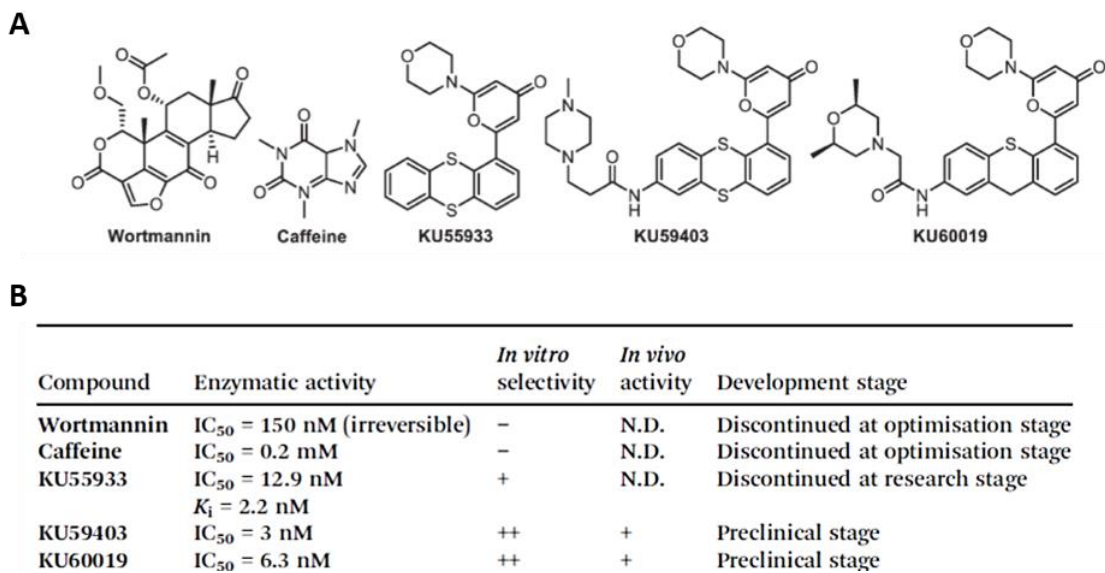 A
Wortmannin Caffeine KU55933 KU59403 KU60019
B
Compound Enzymatic activity In vitro selectivity In vivo activity Development stage
Wortmannin IC50 = 150 nM (irreversible) – N.D. Discontinued at optimisation stage
Caffeine IC50 = 0.2 mM – N.D. Discontinued at optimisation stage
KU55933 IC50 = 12.9 nM + N.D. Discontinued at research stage
Ki = 2.2 nM
KU59403 IC50 = 3 nM ++ + Preclinical stage
KU60019 IC50 = 6.3 nM ++ + Preclinical stage